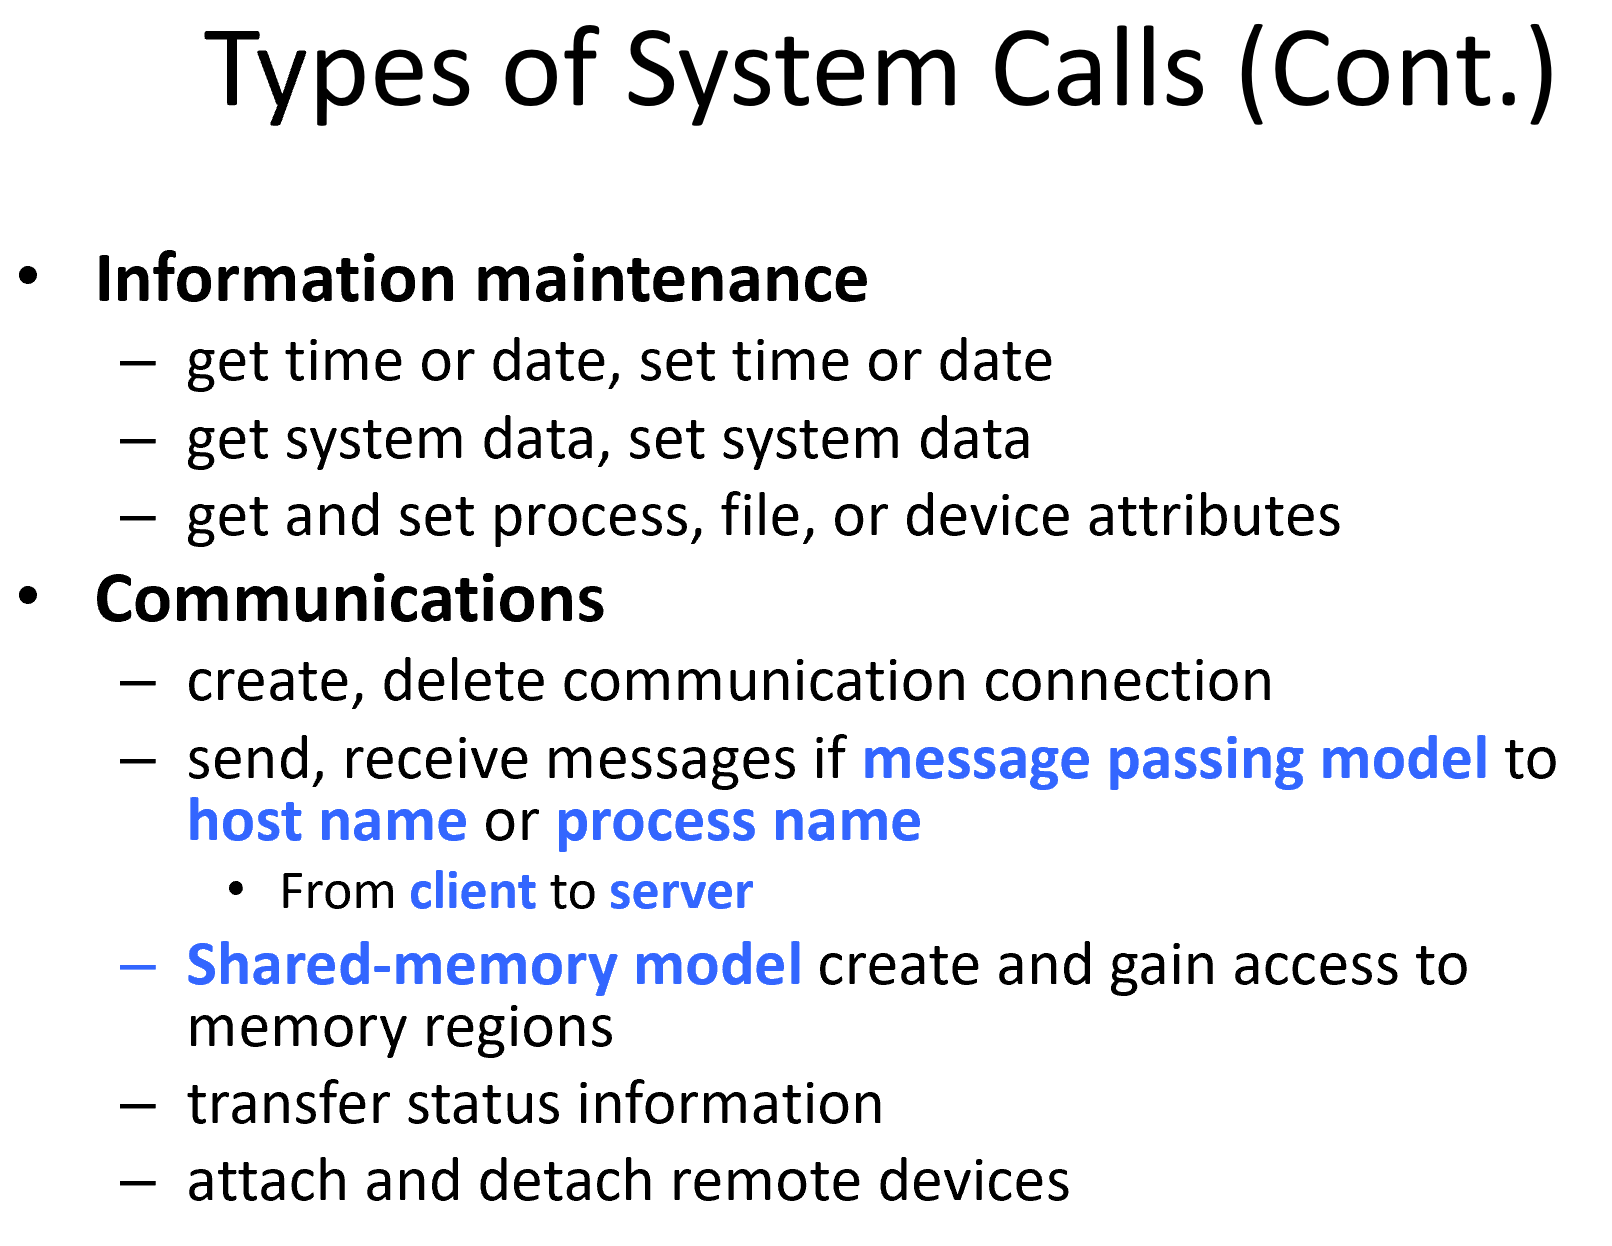 Types of System Calls (Cont.)
• Information maintenance
– get time or date, set time or date
– get system data, set system data
– get and set process, file, or device attributes
• Communications
– create, delete communication connection
– send, receive messages if message passing model to
host name or process name
• From client to server
– Shared-memory model create and gain access to
memory regions
– transfer status information
– attach and detach remote devices